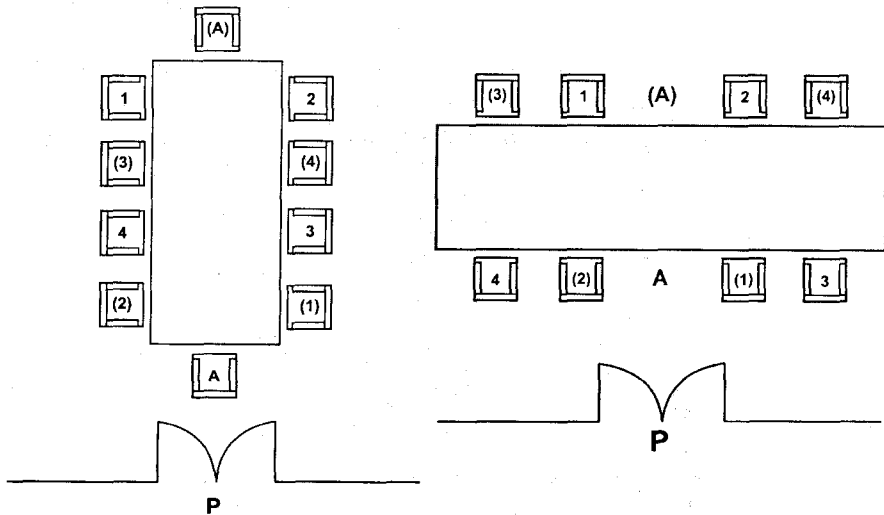 (A)
1 2
(3) (4)
4 3
(2) (1)
A
P
(3) 1 (A) 2 (4)
4 (2) A (1) 3
P